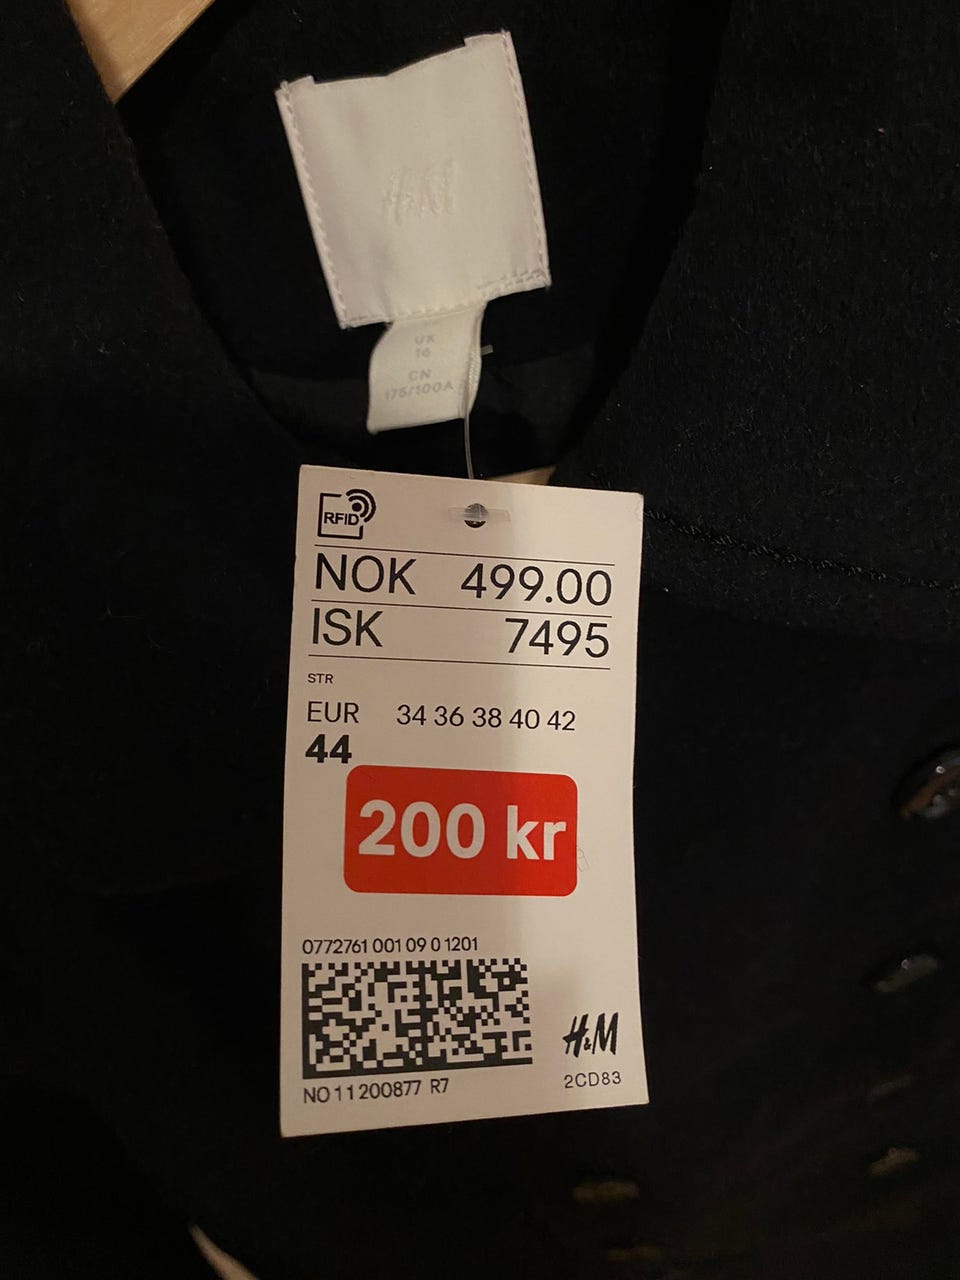 H&M
UK
16
CN
175/100A
RFID
NOK 499.00
ISK 7495
STR
EUR 34 36 38 40 42
44
200 kr
0772761 001 09 0 1201
NO 11 200877 R7
H&M
2CD83